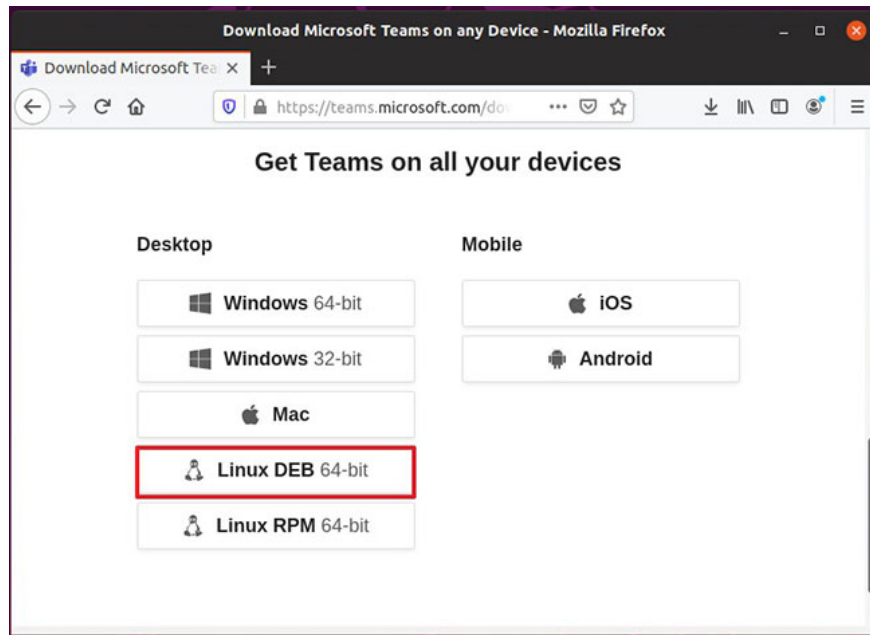 Download Microsoft Teams on any Device - Mozilla Firefox
Download Microsoft Tea
https://teams.microsoft.com/do
Get Teams on all your devices
Desktop
Mobile
Windows 64-bit
iOS
Windows 32-bit
Android
Mac
Linux DEB 64-bit
Linux RPM 64-bit